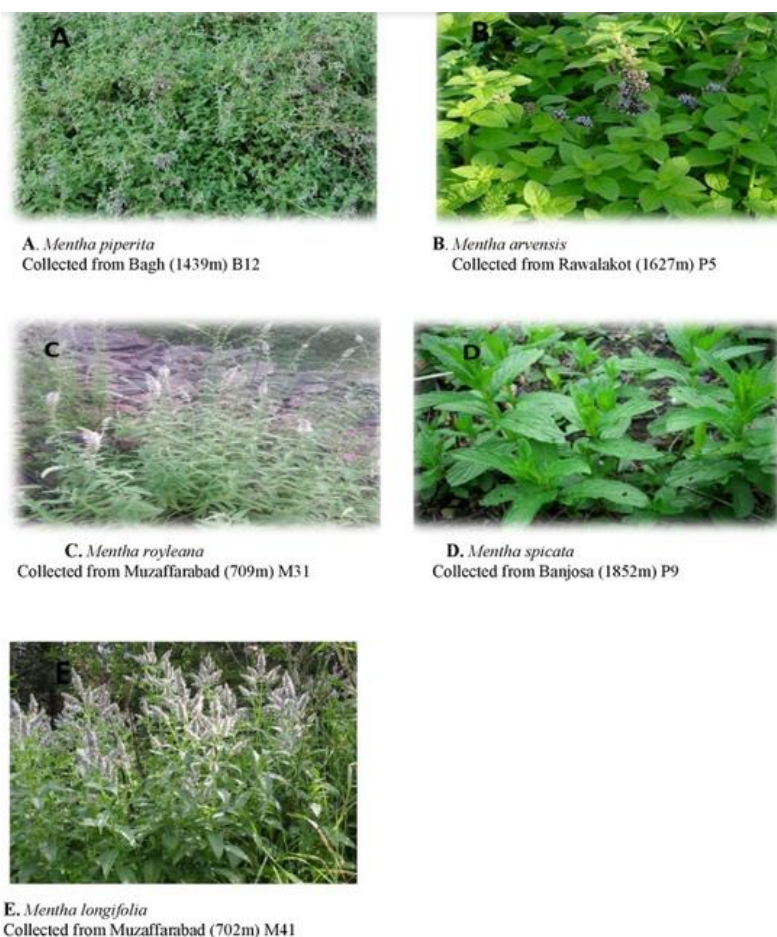 A
B
A. Mentha piperita
Collected from Bagh (1439m) B12
B. Mentha arvensis
Collected from Rawalakot (1627m) P5
C
D
C. Mentha royleana
Collected from Muzaffarabad (709m) M31
D. Mentha spicata
Collected from Banjosa (1852m) P9
E
E. Mentha longifolia
Collected from Muzaffarabad (702m) M41